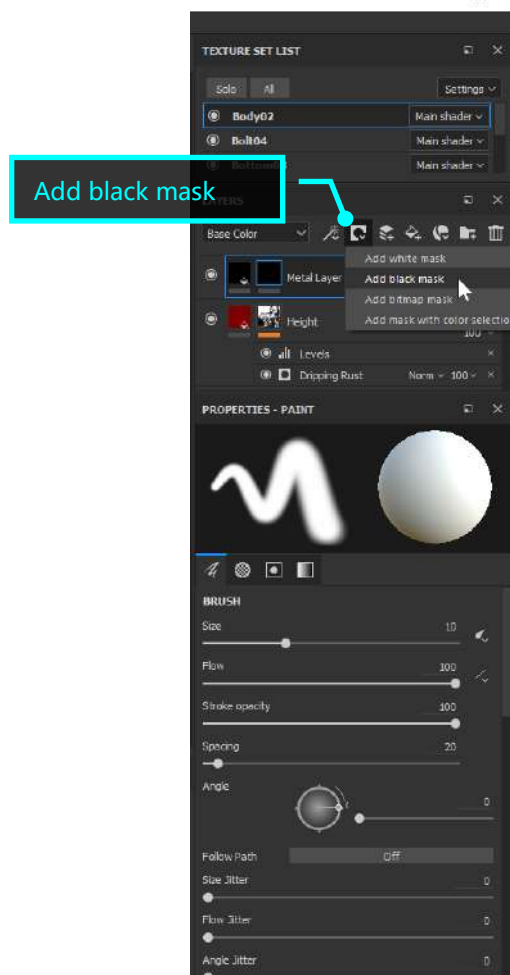 TEXTURE SET LIST
Solo All Settings
Body02 Main shader
Bolt04 Main shader
Bottom03 Main shader
Add black mask
LAYERS
Base Color
Add white mask
Metal Layer Add black mask
Add bitmap mask
Height Add mask with color selectio
100
Levels
Dripping Rust Norm 100
PROPERTIES - PAINT
BRUSH
Size 10
Flow 100
Stroke opacity 100
Spacing 20
Angle 0
Follow Path Off
Size Jitter 0
Flow Jitter 0
Angle Jitter 0